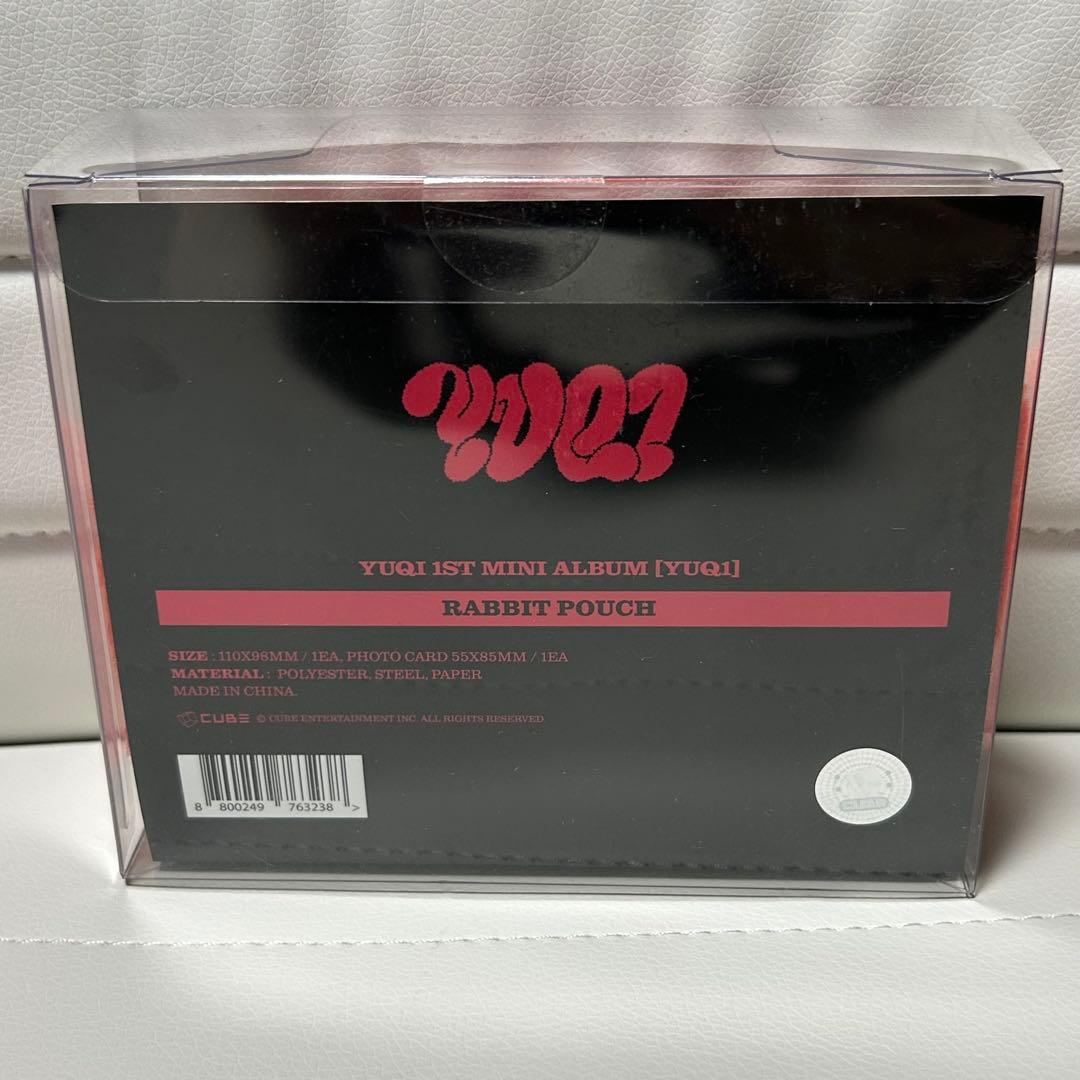 YUQ1
YUQI 1ST MINI ALBUM [YUQ1]
RABBIT POUCH
SIZE : 110X98MM / 1EA, PHOTO CARD 55X85MM / 1EA
MATERIAL : POLYESTER, STEEL, PAPER
MADE IN CHINA.
CUBE © CUBE ENTERTAINMENT INC. ALL RIGHTS RESERVED
8 800249 763238 >
CUBE